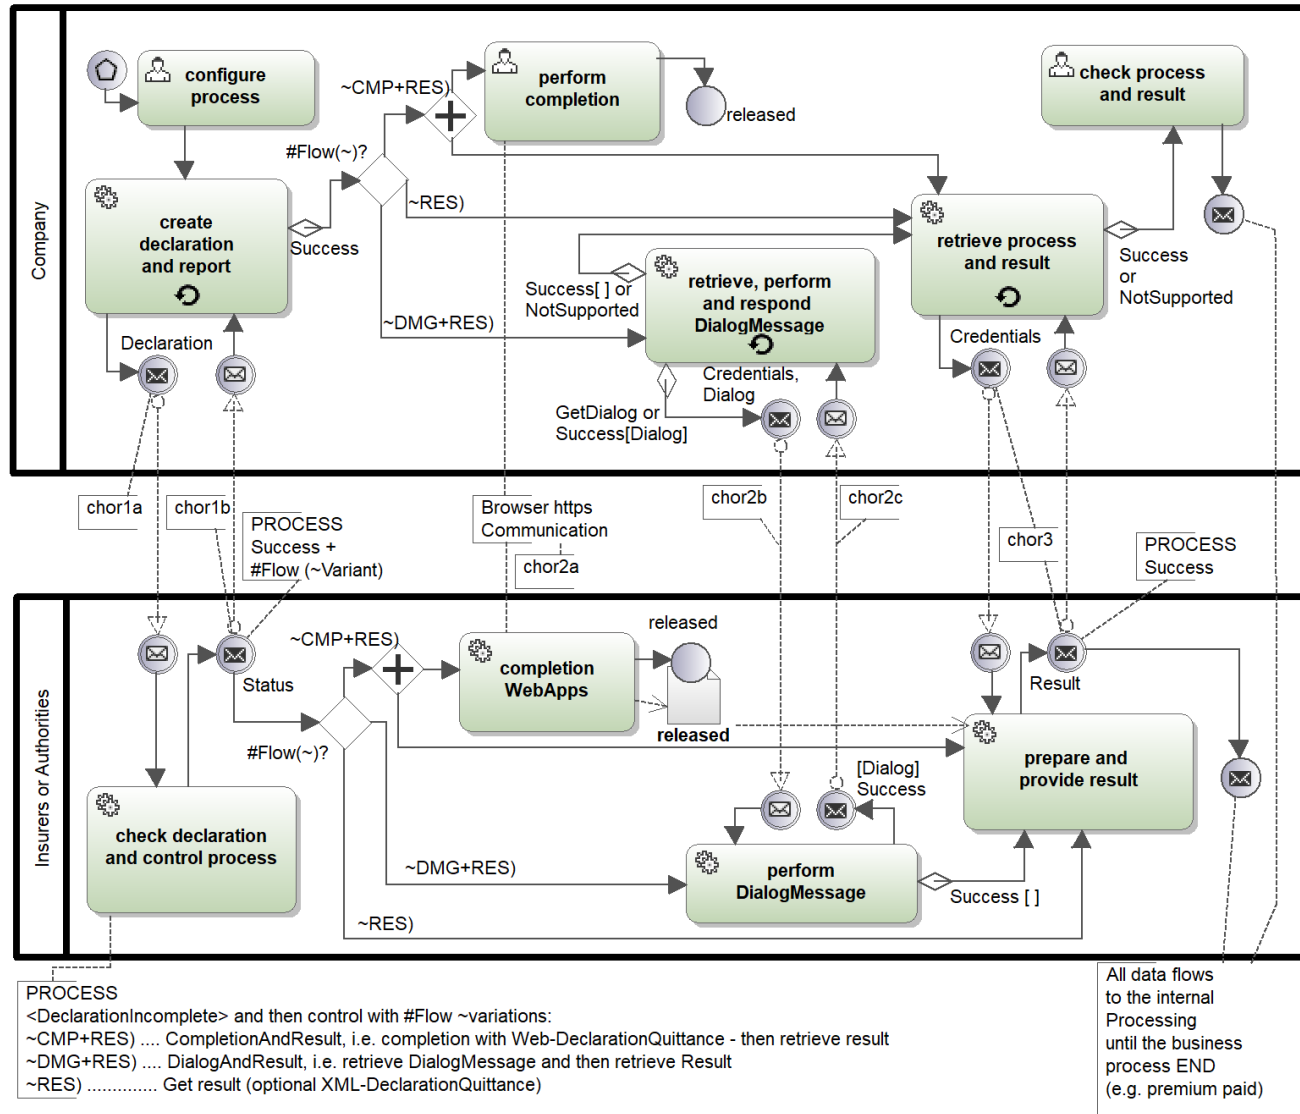 Company
configure
process
~CMP+RES)
perform
completion
released
check process
and result
#Flow(~)?
create
declaration
and report
Success
~RES)
retrieve process
and result
Success
or
NotSupported
Success[ ] or
NotSupported
retrieve, perform
and respond
DialogMessage
~DMG+RES)
Declaration
Credentials
Credentials,
Dialog
GetDialog or
Success[Dialog]
chor1a
chor1b
PROCESS
Success +
#Flow (~Variant)
Browser https
Communication
chor2a
chor2b
chor2c
chor3
PROCESS
Success
Insurers or Authorities
Status
~CMP+RES)
completion
WebApps
released
released
Result
#Flow(~)?
prepare and
provide result
[Dialog]
Success
check declaration
and control process
~DMG+RES)
perform
DialogMessage
Success [ ]
~RES)
PROCESS
<DeclarationIncomplete> and then control with #Flow ~variations:
~CMP+RES) .... CompletionAndResult, i.e. completion with Web-DeclarationQuittance - then retrieve result
~DMG+RES) .... DialogAndResult, i.e. retrieve DialogMessage and then retrieve Result
~RES) ............. Get result (optional XML-DeclarationQuittance)
All data flows
to the internal
Processing
until the business
process END
(e.g. premium paid)